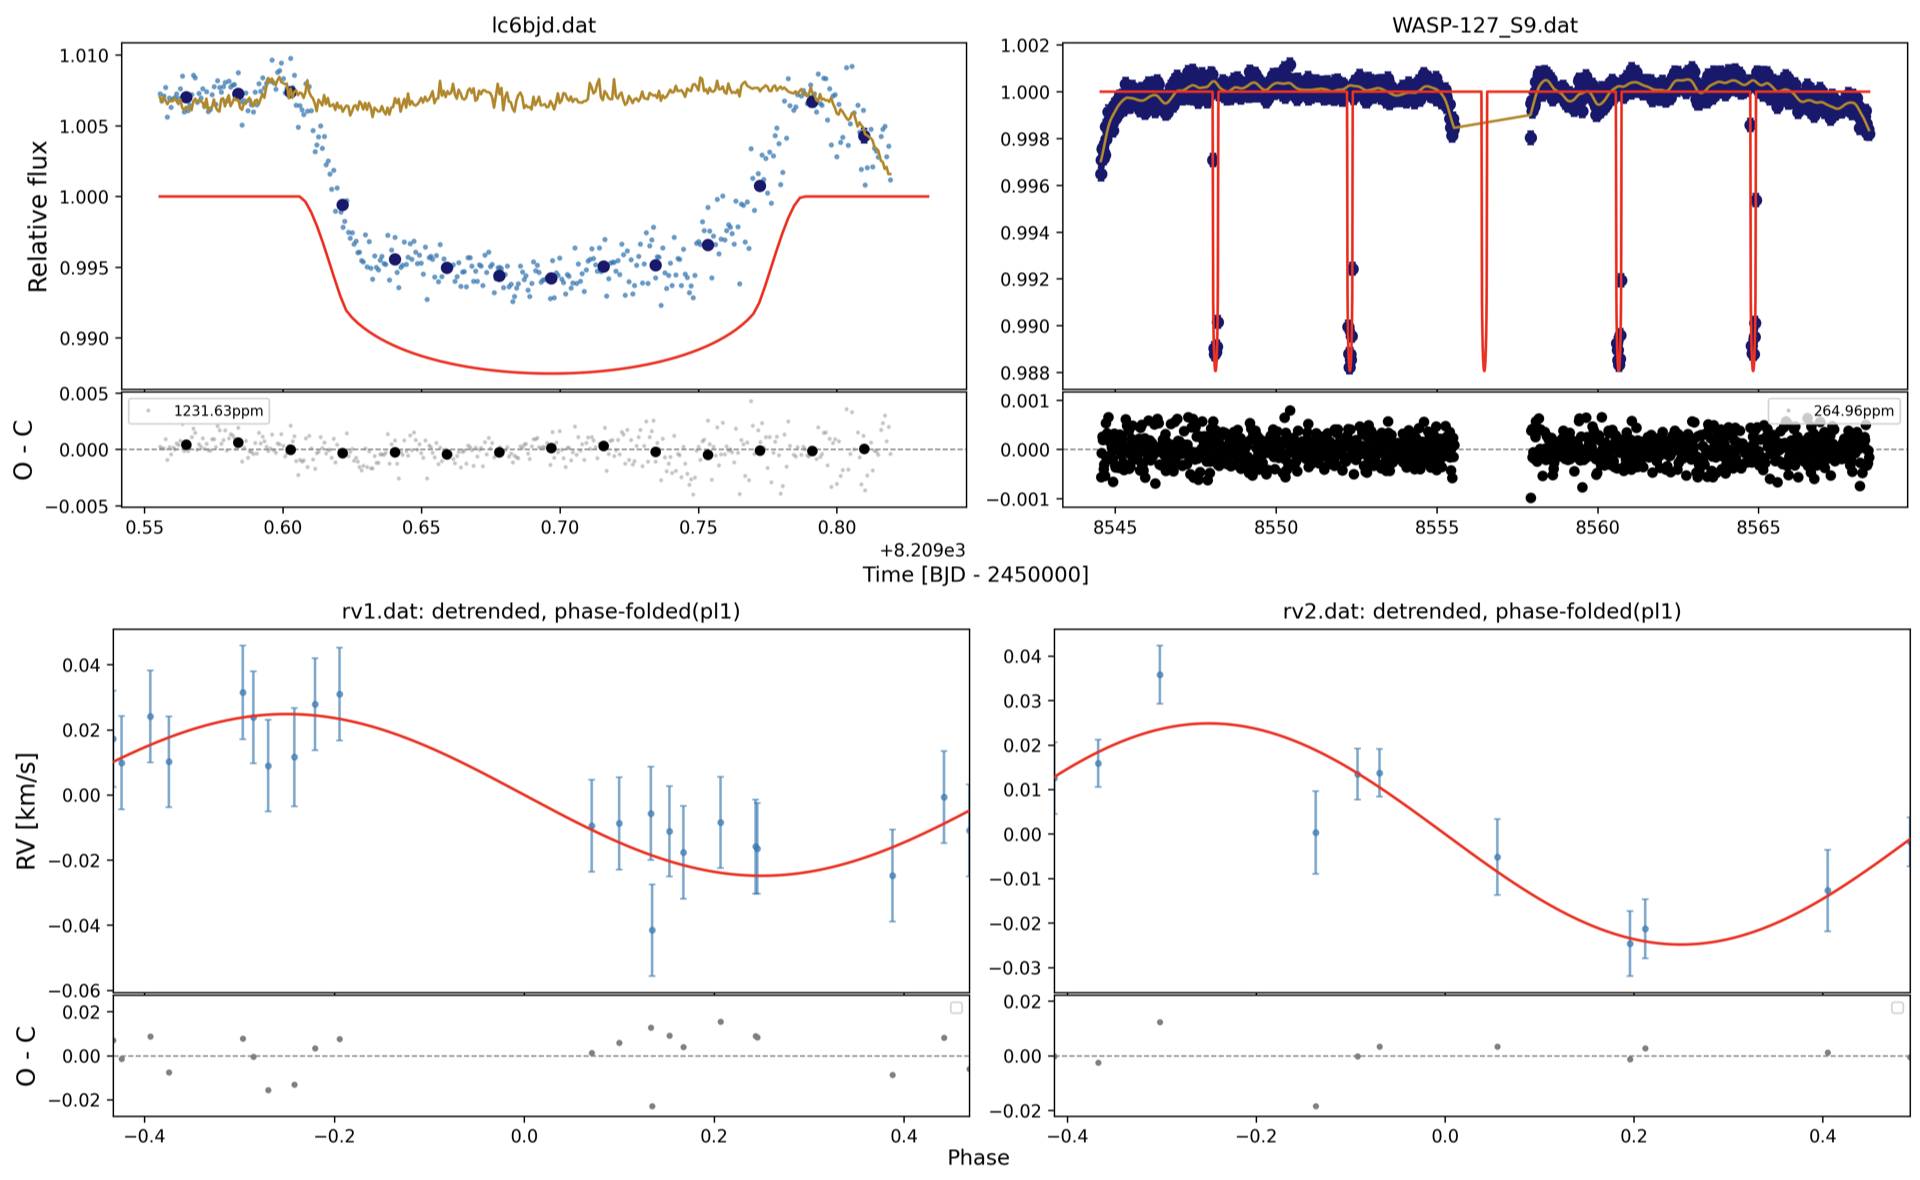 lc6bjd.dat
WASP-127_S9.dat
Relative flux
1.010
1.005
1.000
0.995
0.990
1.002
1.000
0.998
0.996
0.994
0.992
0.990
0.988
O - C
0.005
0.000
−0.005
1231.63ppm
0.001
0.000
−0.001
264.96ppm
0.55 0.60 0.65 0.70 0.75 0.80
+8.209e3
8545 8550 8555 8560 8565
Time [BJD - 2450000]
rv1.dat: detrended, phase-folded(pl1)
rv2.dat: detrended, phase-folded(pl1)
RV [km/s]
0.04
0.02
0.00
−0.02
−0.04
−0.06
0.04
0.03
0.02
0.01
0.00
−0.01
−0.02
−0.03
O - C
0.02
0.00
−0.02
0.02
0.00
−0.02
−0.4 −0.2 0.0 0.2 0.4
−0.4 −0.2 0.0 0.2 0.4
Phase